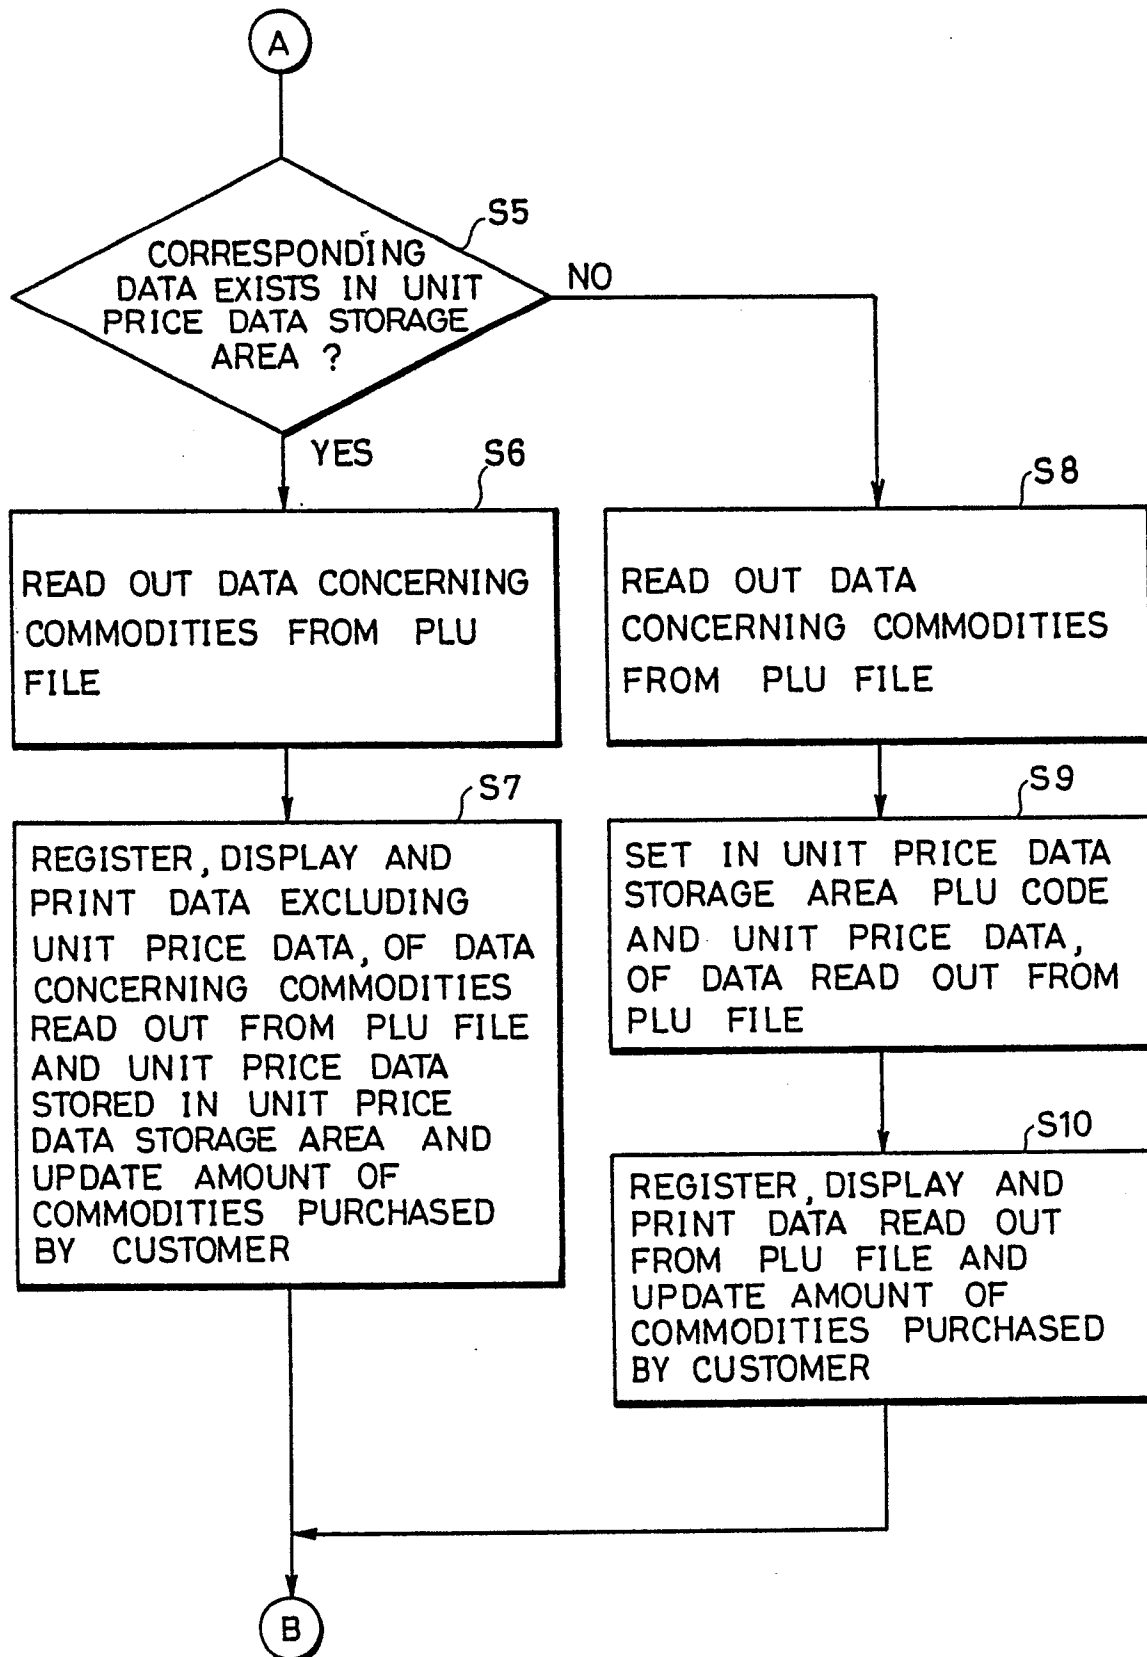 A
S5
CORRESPONDING
DATA EXISTS IN UNIT
PRICE DATA STORAGE
AREA ?
NO
YES
S6
READ OUT DATA CONCERNING
COMMODITIES FROM PLU
FILE
S8
READ OUT DATA
CONCERNING COMMODITIES
FROM PLU FILE
S7
REGISTER, DISPLAY AND
PRINT DATA EXCLUDING
UNIT PRICE DATA, OF DATA
CONCERNING COMMODITIES
READ OUT FROM PLU FILE
AND UNIT PRICE DATA
STORED IN UNIT PRICE
DATA STORAGE AREA AND
UPDATE AMOUNT OF
COMMODITIES PURCHASED
BY CUSTOMER
S9
SET IN UNIT PRICE DATA
STORAGE AREA PLU CODE
AND UNIT PRICE DATA,
OF DATA READ OUT FROM
PLU FILE
S10
REGISTER, DISPLAY AND
PRINT DATA READ OUT
FROM PLU FILE AND
UPDATE AMOUNT OF
COMMODITIES PURCHASED
BY CUSTOMER
B